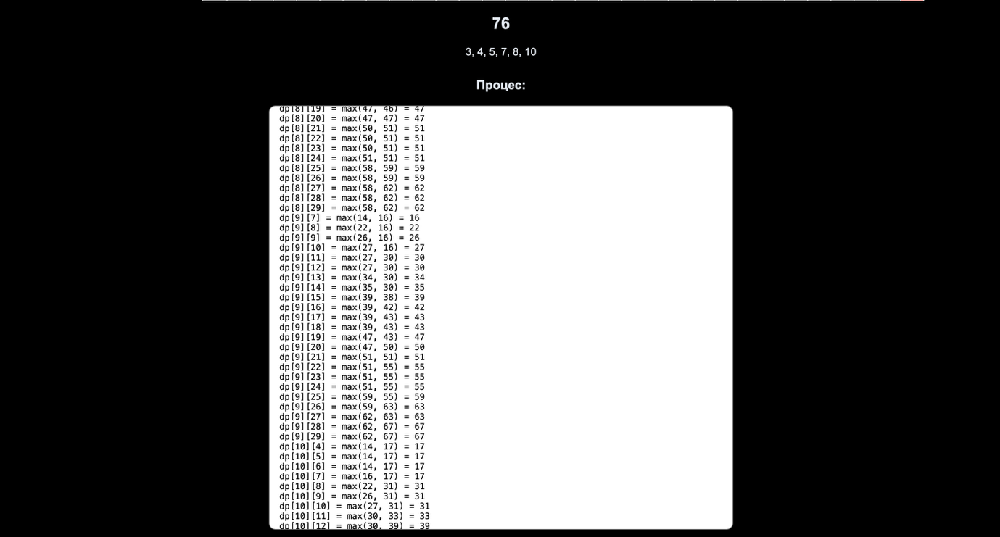 76
3, 4, 5, 7, 8, 10
Процес:
dp[8][19] = max(47, 46) = 47
dp[8][20] = max(47, 47) = 47
dp[8][21] = max(50, 51) = 51
dp[8][22] = max(50, 51) = 51
dp[8][23] = max(50, 51) = 51
dp[8][24] = max(51, 51) = 51
dp[8][25] = max(58, 59) = 59
dp[8][26] = max(58, 59) = 59
dp[8][27] = max(58, 62) = 62
dp[8][28] = max(58, 62) = 62
dp[8][29] = max(58, 62) = 62
dp[9][7] = max(14, 16) = 16
dp[9][8] = max(22, 16) = 22
dp[9][9] = max(26, 16) = 26
dp[9][10] = max(27, 16) = 27
dp[9][11] = max(27, 30) = 30
dp[9][12] = max(27, 30) = 30
dp[9][13] = max(34, 30) = 34
dp[9][14] = max(35, 30) = 35
dp[9][15] = max(39, 38) = 39
dp[9][16] = max(39, 42) = 42
dp[9][17] = max(39, 43) = 43
dp[9][18] = max(39, 43) = 43
dp[9][19] = max(47, 43) = 47
dp[9][20] = max(47, 50) = 50
dp[9][21] = max(51, 51) = 51
dp[9][22] = max(51, 55) = 55
dp[9][23] = max(51, 55) = 55
dp[9][24] = max(51, 55) = 55
dp[9][25] = max(59, 55) = 59
dp[9][26] = max(59, 63) = 63
dp[9][27] = max(62, 63) = 63
dp[9][28] = max(62, 67) = 67
dp[9][29] = max(62, 67) = 67
dp[10][4] = max(14, 17) = 17
dp[10][5] = max(14, 17) = 17
dp[10][6] = max(14, 17) = 17
dp[10][7] = max(16, 17) = 17
dp[10][8] = max(22, 31) = 31
dp[10][9] = max(26, 31) = 31
dp[10][10] = max(27, 31) = 31
dp[10][11] = max(30, 33) = 33
dp[10][12] = max(30, 39) = 39